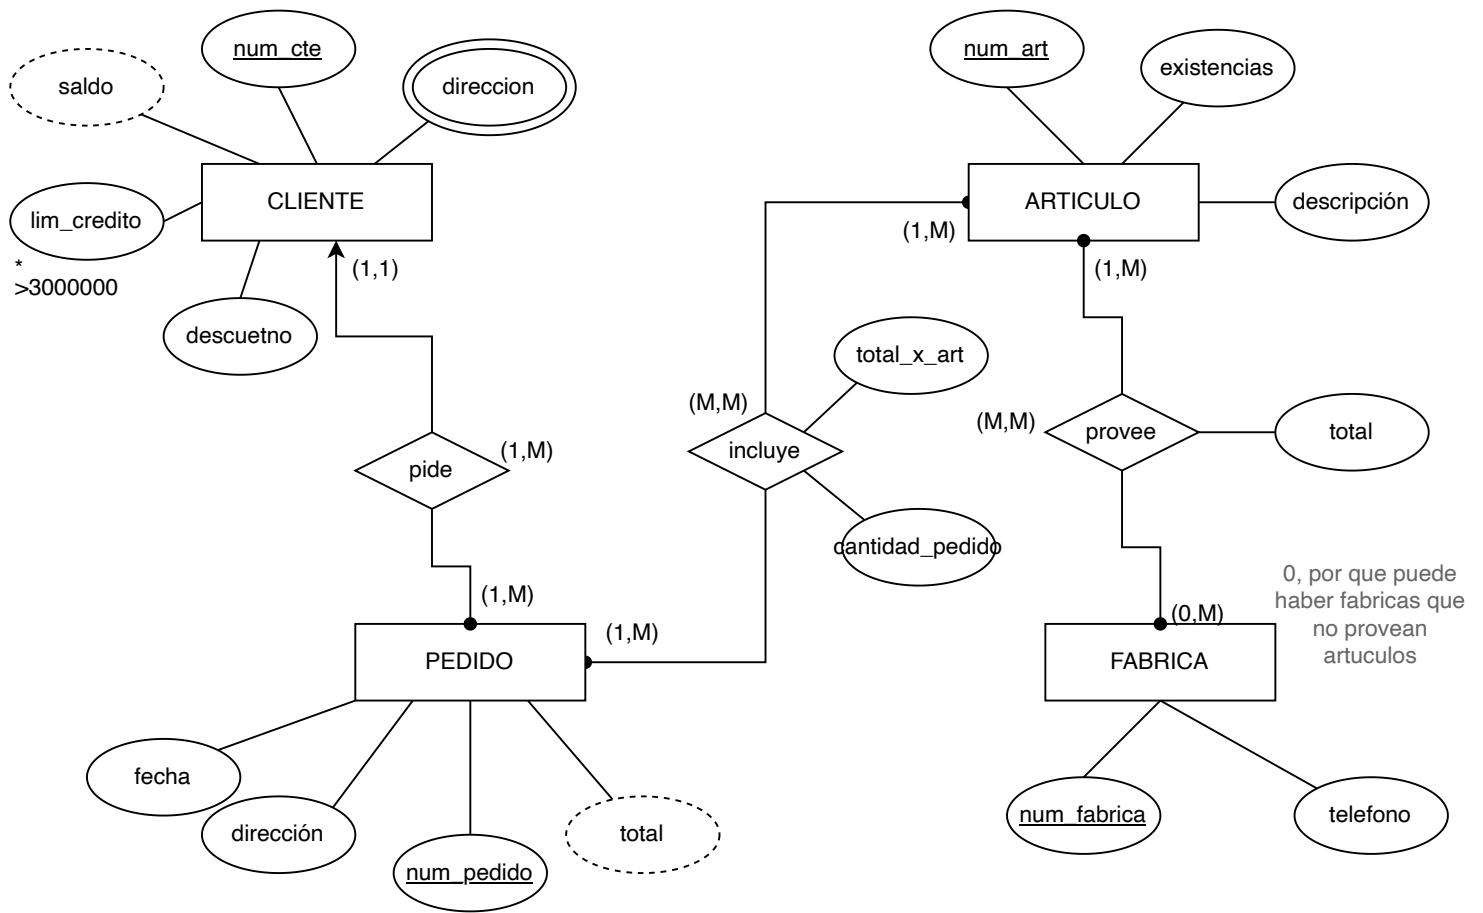 num_cte
num_art
saldo
direccion
existencias
CLIENTE
ARTICULO
descripción
lim_credito
*
>3000000
(1,M)
(1,1)
(1,M)
descuetno
total_x_art
(M,M)
(M,M)
provee
total
incluye
(1,M)
pide
cantidad_pedido
(1,M)
(1,M)
(0,M)
0, por que puede
haber fabricas que
no provean
artuculos
PEDIDO
FABRICA
fecha
dirección
total
num_pedido
num_fabrica
telefono